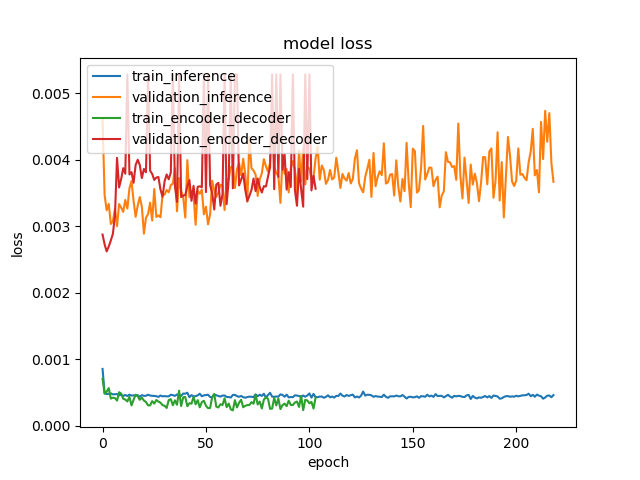 model loss
train_inference
validation_inference
train_encoder_decoder
validation_encoder_decoder
0.005
0.004
0.003
0.002
0.001
0.000
loss
0
50
100
150
200
epoch